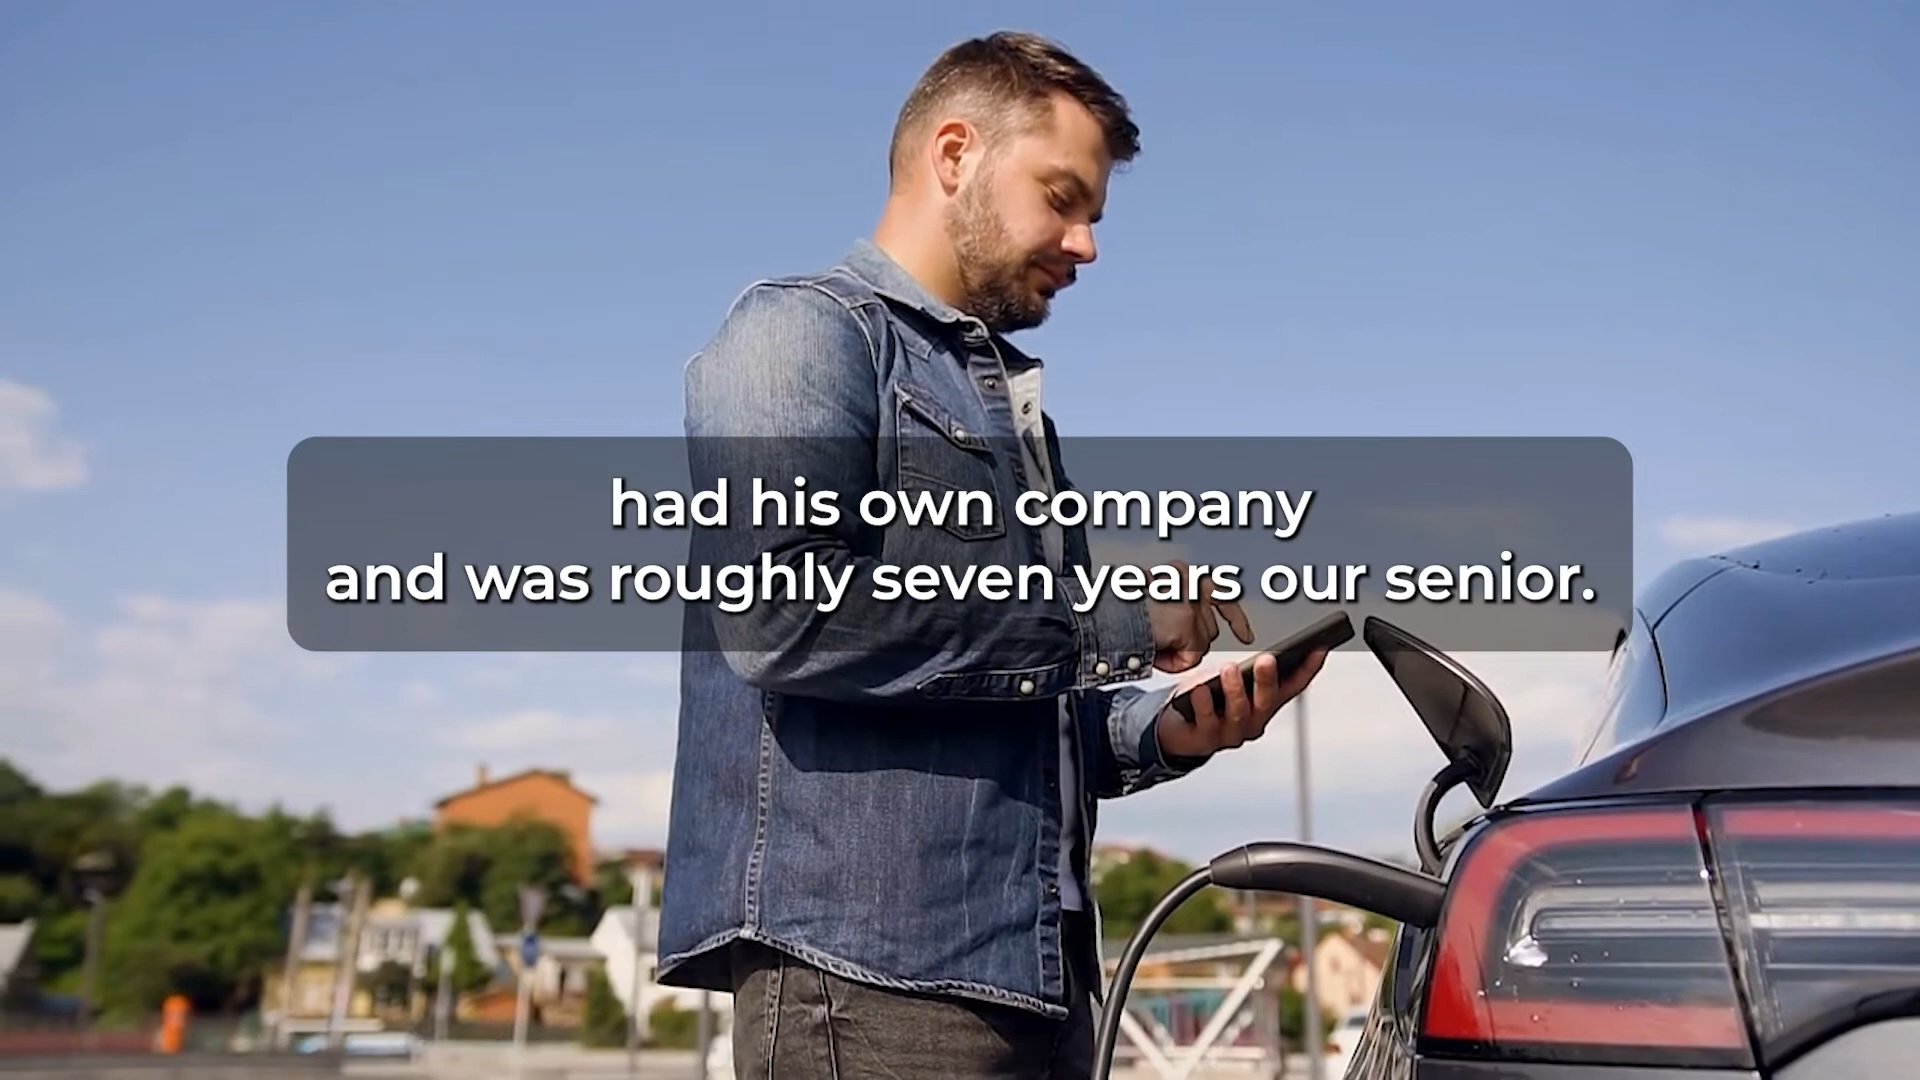 had his own company
and was roughly seven years our senior.